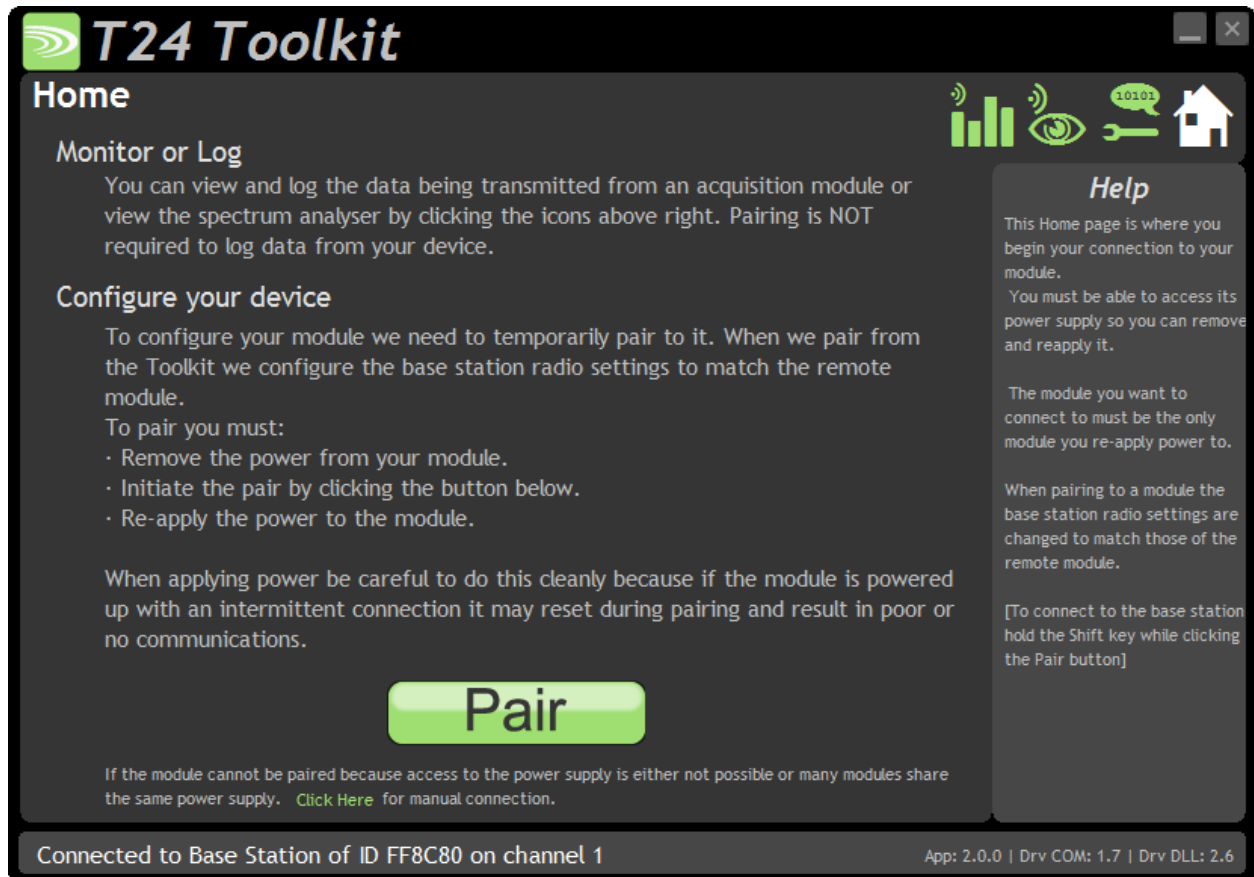 T24 Toolkit
Home
10101
Monitor or Log
You can view and log the data being transmitted from an acquisition module or
view the spectrum analyser by clicking the icons above right. Pairing is NOT
required to log data from your device.
Configure your device
To configure your module we need to temporarily pair to it. When we pair from
the Toolkit we configure the base station radio settings to match the remote
module.
To pair you must:
· Remove the power from your module.
· Initiate the pair by clicking the button below.
· Re-apply the power to the module.
When applying power be careful to do this cleanly because if the module is powered
up with an intermittent connection it may reset during pairing and result in poor or
no communications.
Pair
If the module cannot be paired because access to the power supply is either not possible or many modules share
the same power supply. Click Here for manual connection.
Help
This Home page is where you
begin your connection to your
module.
You must be able to access its
power supply so you can remove
and reapply it.
The module you want to
connect to must be the only
module you re-apply power to.
When pairing to a module the
base station radio settings are
changed to match those of the
remote module.
[To connect to the base station
hold the Shift key while clicking
the Pair button]
Connected to Base Station of ID FF8C80 on channel 1
App: 2.0.0 | Drv COM: 1.7 | Drv DLL: 2.6